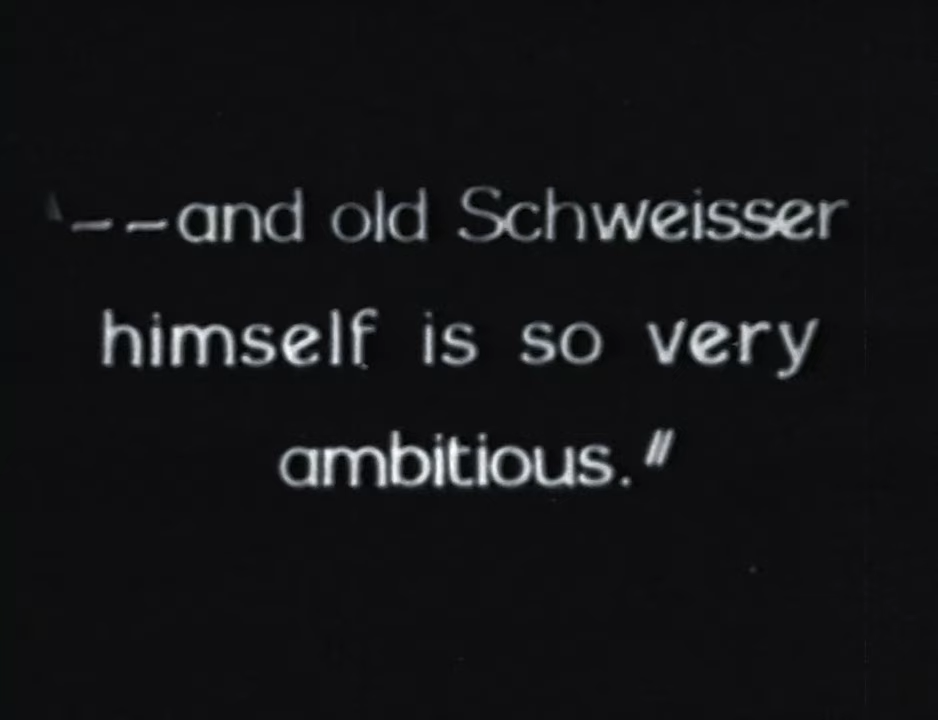 "--and old Schweisser
himself is so very
ambitious."